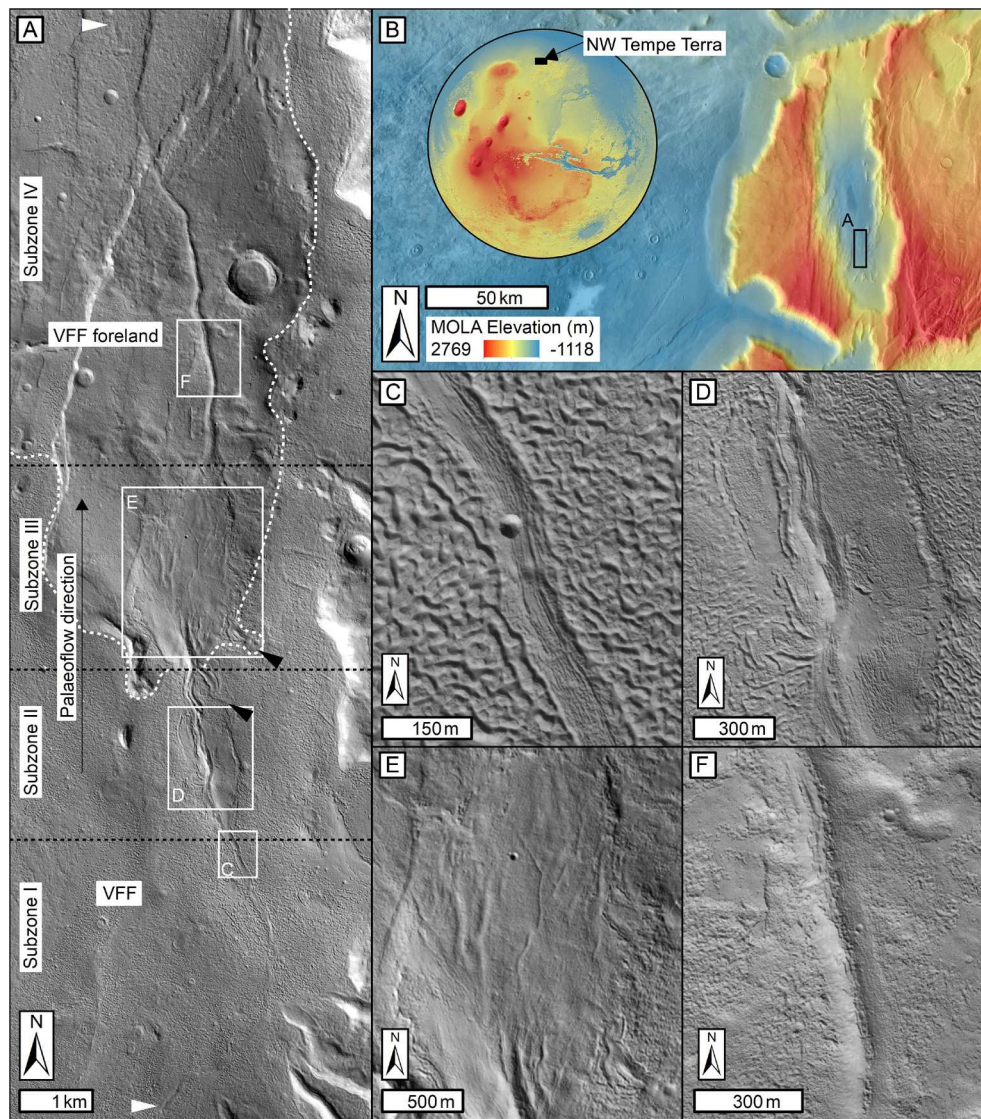 A
Subzone IV
VFF foreland
F
E
Subzone III
Palaeoflow direction
Subzone II
D
C
VFF
Subzone I
N
1 km
B
NW Tempe Terra
A
N
50 km
MOLA Elevation (m)
2769 -1118
C
N
150 m
D
N
300 m
E
N
500 m
F
N
300 m